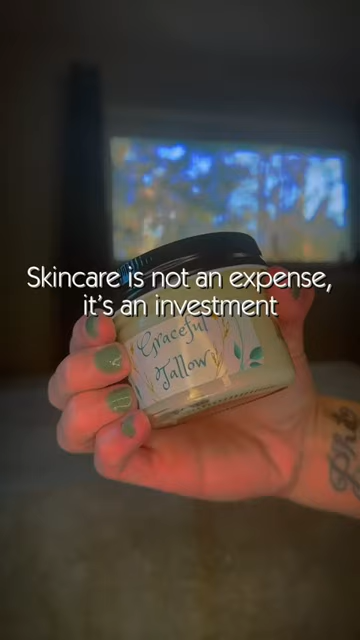 Skincare is not an expense,
it's an investment
Graceful
Tallow